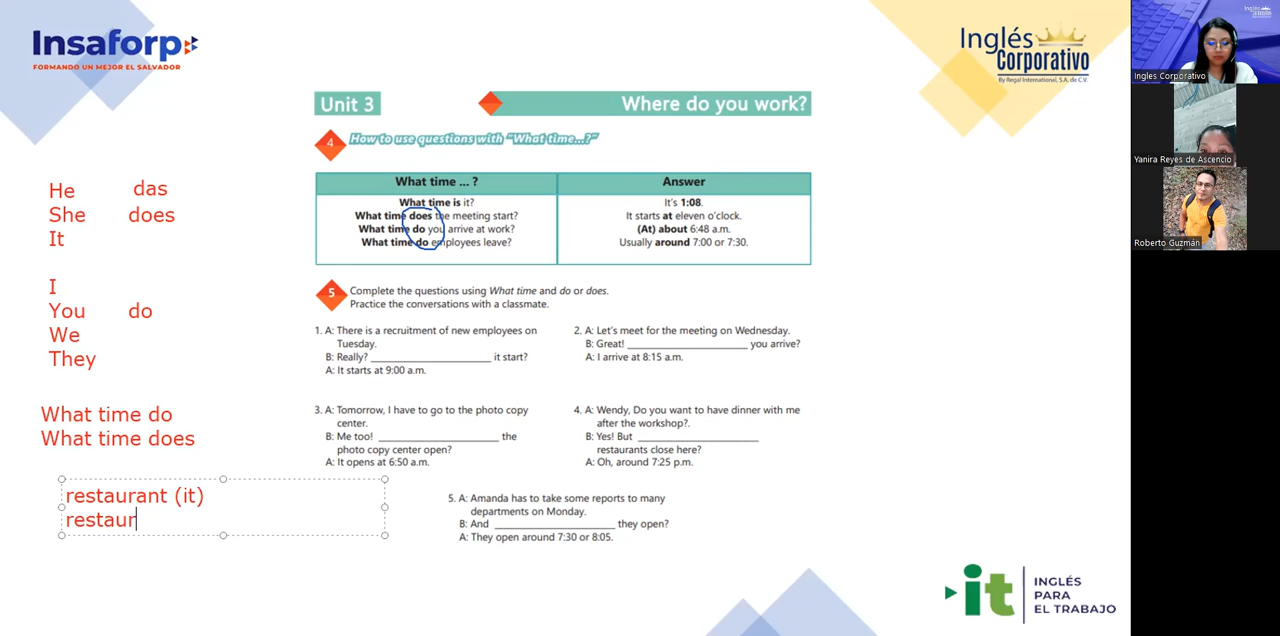 Insaforp
FORMANDO UN MEJOR EL SALVADOR
Inglés
Corporativo
By Regal International, S.A. de C.V.
Unit 3
Where do you work?
4
How to use questions with "What time...?"
What time ... ?
Answer
What time is it?
It's 1:08.
What time does the meeting start?
It starts at eleven o'clock.
What time do you arrive at work?
(At) about 6:48 a.m.
What time do employees leave?
Usually around 7:00 or 7:30.
5
Complete the questions using What time and do or does.
Practice the conversations with a classmate.
1. A: There is a recruitment of new employees on
Tuesday.
B: Really? ____________________ it start?
A: It starts at 9:00 a.m.
2. A: Let's meet for the meeting on Wednesday.
B: Great! ____________________ you arrive?
A: I arrive at 8:15 a.m.
3. A: Tomorrow, I have to go to the photo copy
center.
B: Me too! ____________________ the
photo copy center open?
A: It opens at 6:50 a.m.
4. A: Wendy, Do you want to have dinner with me
after the workshop?.
B: Yes! But ____________________
restaurants close here?
A: Oh, around 7:25 p.m.
5. A: Amanda has to take some reports to many
departments on Monday.
B: And ____________________ they open?
A: They open around 7:30 or 8:05.
He das
She does
It
I
You do
We
They
What time do
What time does
restaurant (it)
restaur
it
INGLÉS
PARA
EL TRABAJO
Ingles Corporativo
Yanira Reyes de Ascencio
Roberto Guzmán